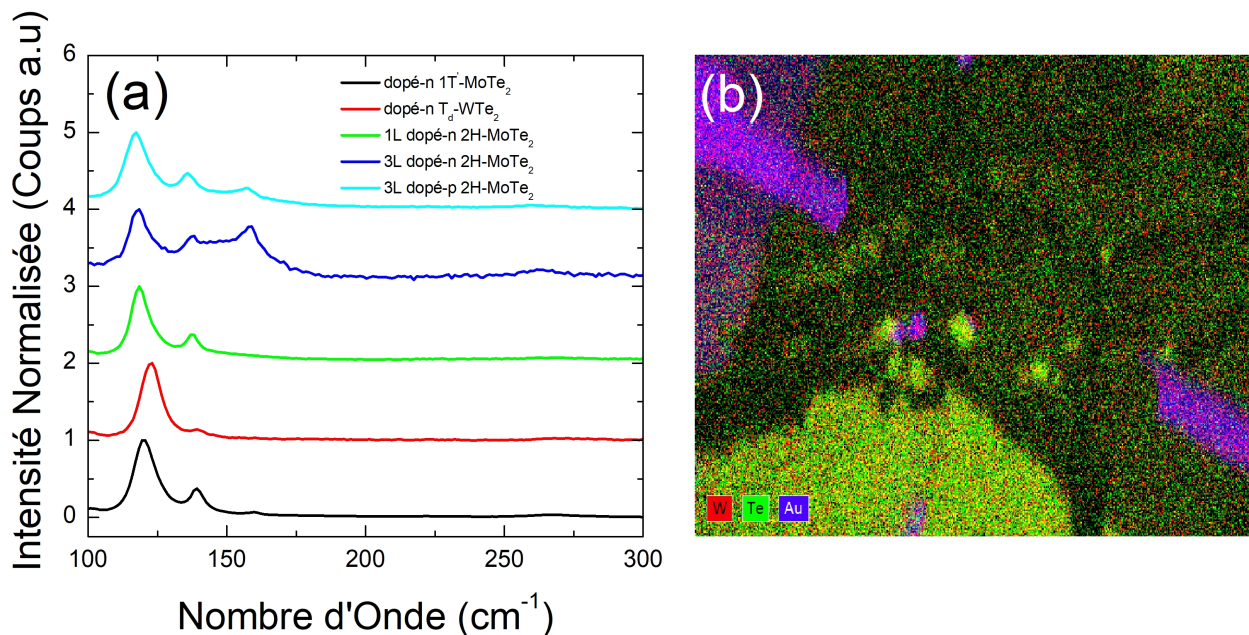 (a)
Intensité Normalisée (Coups a.u)
6
5
4
3
2
1
0
dopé-n 1T'-MoTe₂
dopé-n T_d-WTe₂
1L dopé-n 2H-MoTe₂
3L dopé-n 2H-MoTe₂
3L dopé-p 2H-MoTe₂
100 150 200 250 300
Nombre d'Onde (cm⁻¹)
(b)
W Te Au